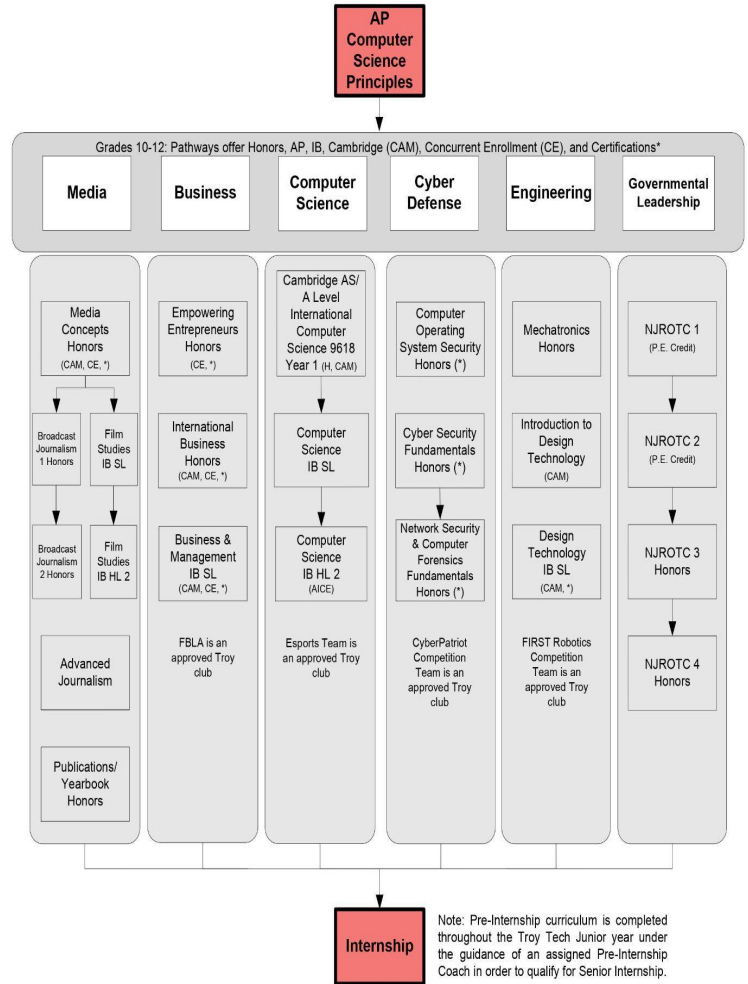 AP
Computer
Science
Principles
Grades 10-12: Pathways offer Honors, AP, IB, Cambridge (CAM), Concurrent Enrollment (CE), and Certifications*
Media
Business
Computer
Science
Cyber
Defense
Engineering
Governmental
Leadership
Media
Concepts
Honors
(CAM, CE, *)
Broadcast
Journalism
1 Honors
Film
Studies
IB SL
Broadcast
Journalism
2 Honors
Film
Studies
IB HL 2
Advanced
Journalism
Publications/
Yearbook
Honors
Empowering
Entrepreneurs
Honors
(CE, *)
International
Business
Honors
(CAM, CE, *)
Business &
Management
IB SL
(CAM, CE, *)
FBLA is an
approved Troy
club
Cambridge AS/
A Level
International
Computer
Science 9618
Year 1 (H, CAM)
Computer
Science
IB SL
Computer
Science
IB HL 2
(AICE)
Esports Team is
an approved Troy
club
Computer
Operating
System Security
Honors (*)
Cyber Security
Fundamentals
Honors (*)
Network Security
& Computer
Forensics
Fundamentals
Honors (*)
CyberPatriot
Competition
Team is an
approved Troy
club
Mechatronics
Honors
Introduction to
Design
Technology
(CAM)
Design
Technology
IB SL
(CAM, *)
FIRST Robotics
Competition
Team is an
approved Troy
club
NJROTC 1
(P.E. Credit)
NJROTC 2
(P.E. Credit)
NJROTC 3
Honors
NJROTC 4
Honors
Internship
Note: Pre-Internship curriculum is completed
throughout the Troy Tech Junior year under
the guidance of an assigned Pre-Internship
Coach in order to qualify for Senior Internship.